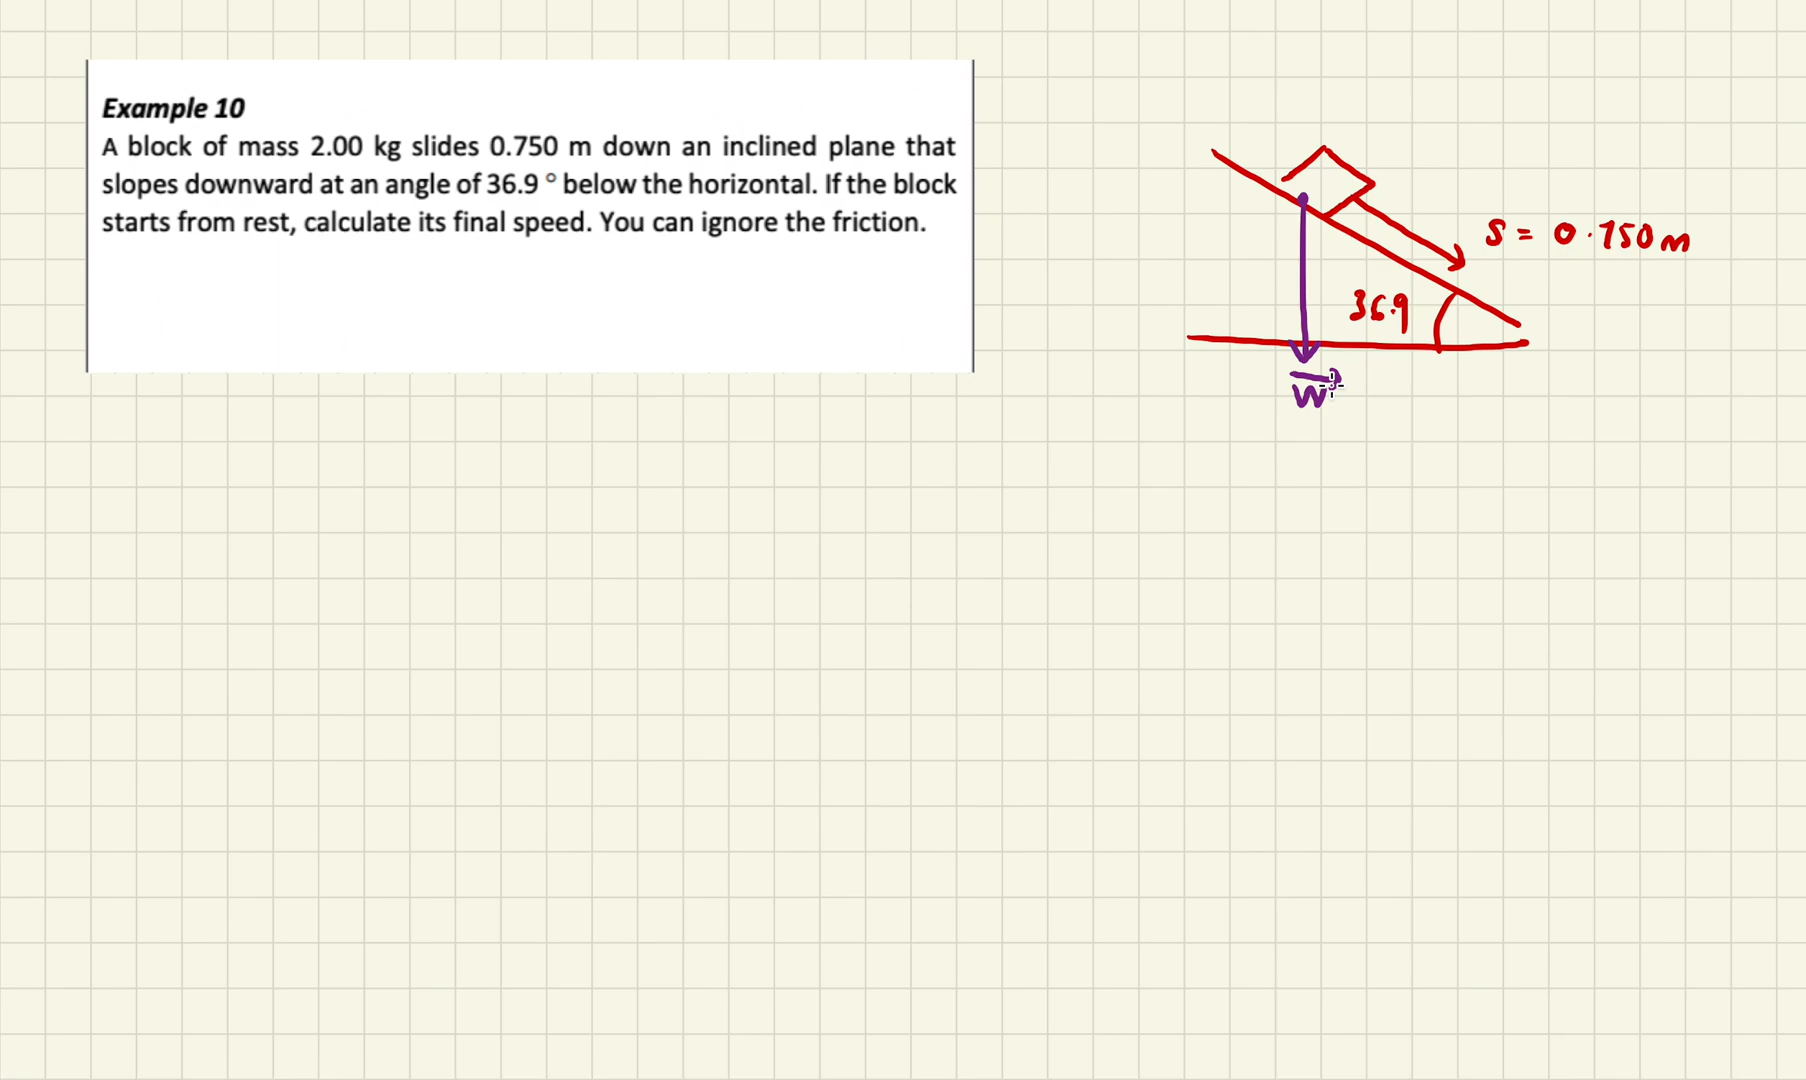 Example 10
A block of mass 2.00 kg slides 0.750 m down an inclined plane that
slopes downward at an angle of 36.9 ° below the horizontal. If the block
starts from rest, calculate its final speed. You can ignore the friction.
S = 0.750m
36.9
W